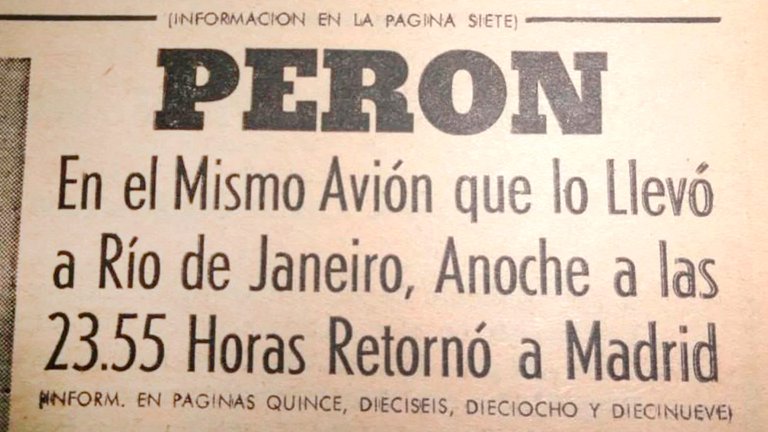 (INFORMACION EN LA PAGINA SIETE)
PERON
En el Mismo Avión que lo Llevó
a Río de Janeiro, Anoche a las
23.55 Horas Retornó a Madrid
(INFORM. EN PAGINAS QUINCE, DIECISEIS, DIECIOCHO Y DIECINUEVE)